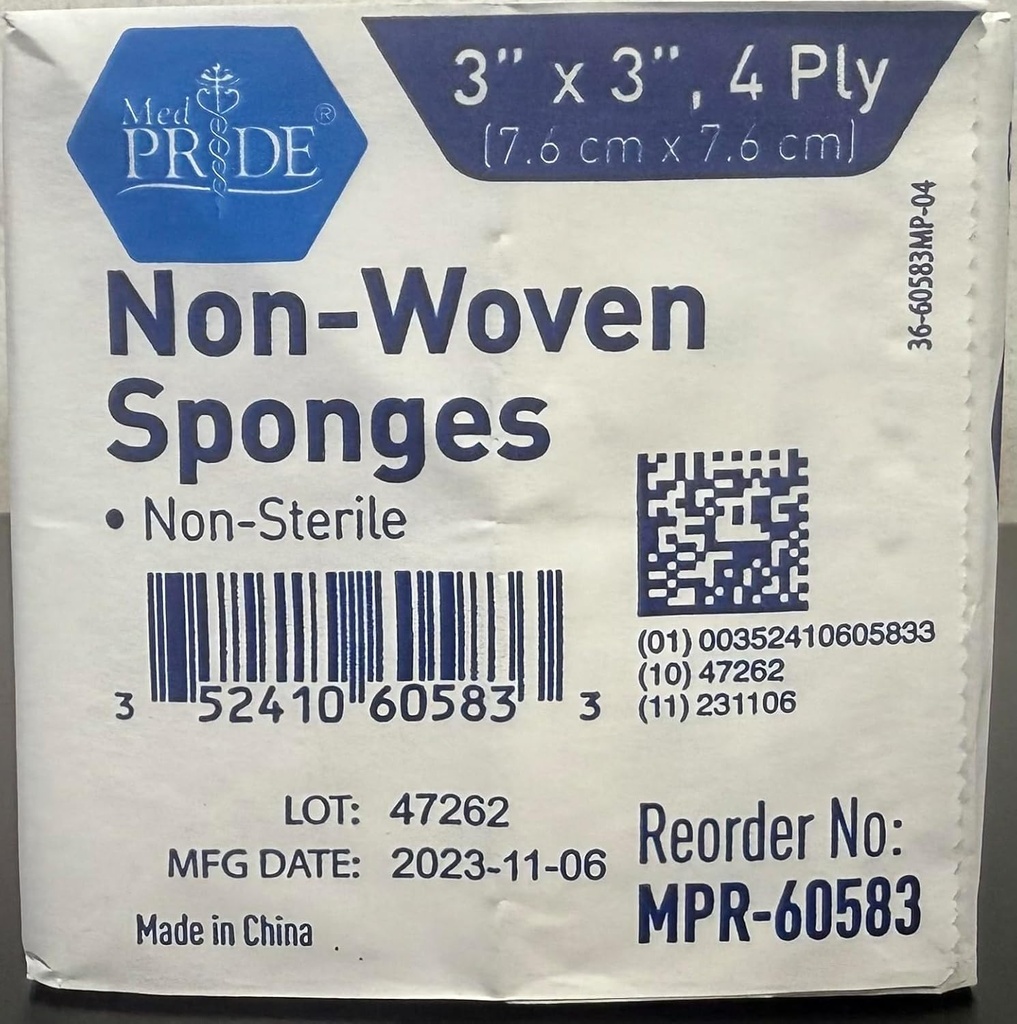 Med
PRIDE®
3" x 3", 4 Ply
(7.6 cm x 7.6 cm)
36-60583MP-04
Non-Woven
Sponges
• Non-Sterile
(01) 00352410605833
(10) 47262
(11) 231106
3 52410 60583 3
LOT: 47262
MFG DATE: 2023-11-06
Made in China
Reorder No:
MPR-60583